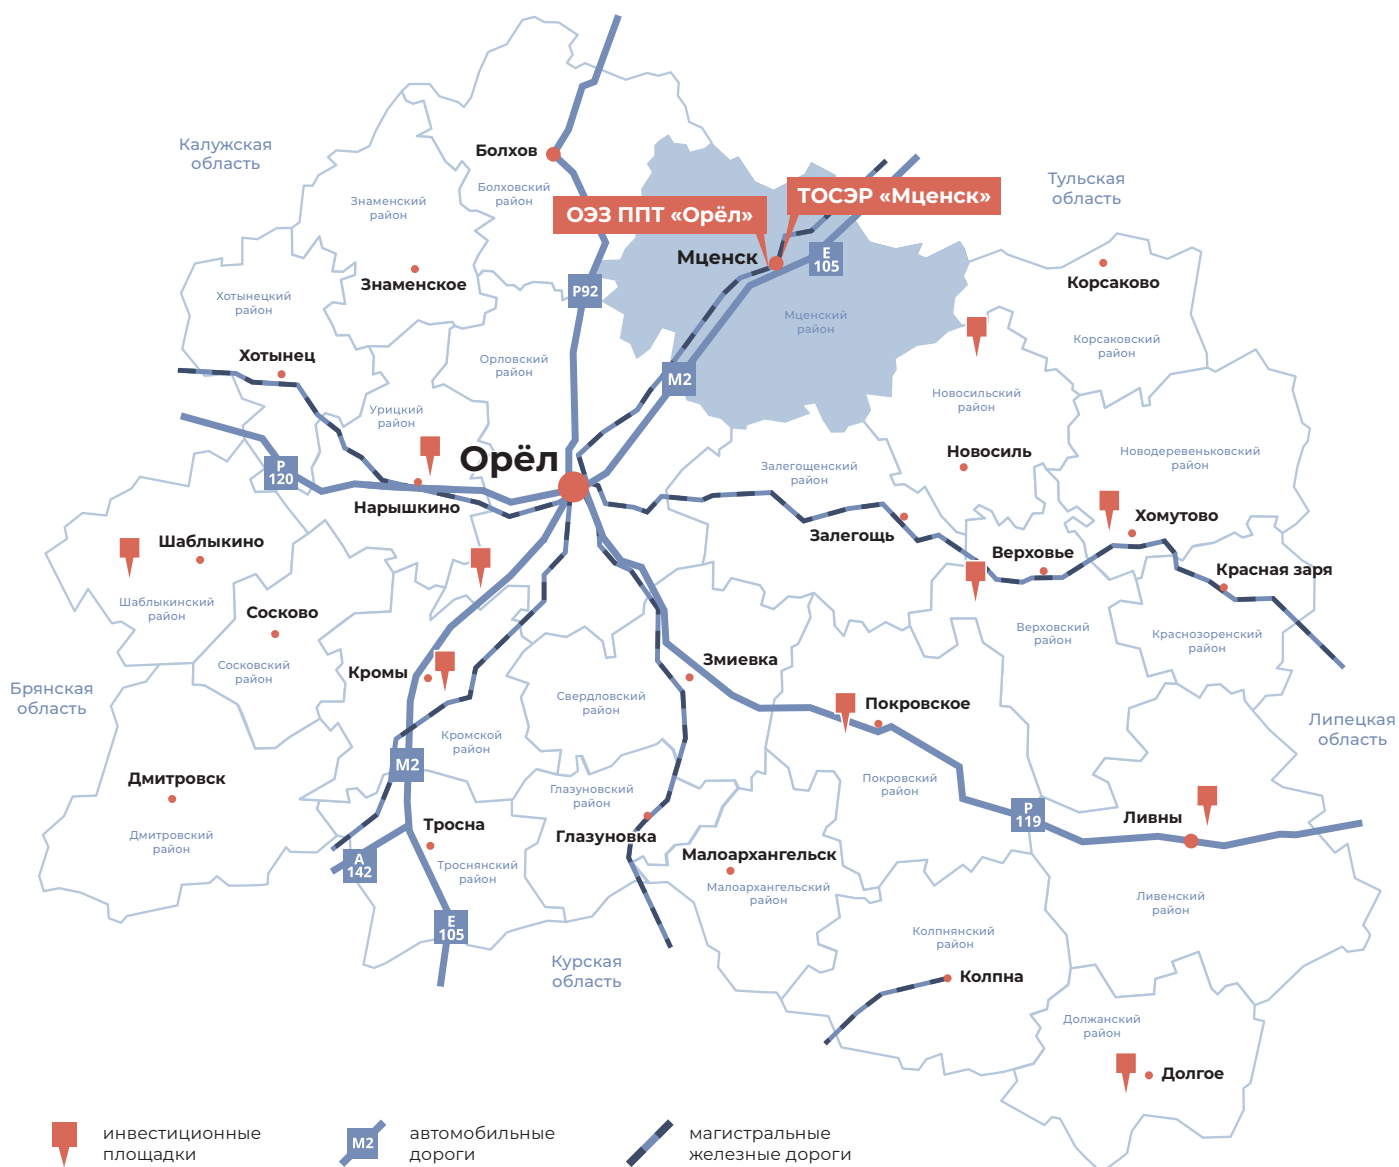 Калужская
область
Болхов
Болховский
район
Знаменский
район
Тульская
область
ТОСЭР «Мценск»
ОЭЗ ППТ «Орёл»
Мценск
E
105
Мценский
район
Знаменское
P92
Корсаково
Корсаковский
район
Хотынецкий
район
Хотынец
Орловский
район
M2
Урицкий
район
Новосильский
район
Новосиль
Новодеревеньковский
район
Орёл
P
120
Нарышкино
Залегощенский
район
Залегощь
Хомутово
Верховье
Красная заря
Шаблыкино
Шаблыкинский
район
Сосково
Сосковский
район
Верховский
район
Краснозоренский
район
Брянская
область
Кромы
Змиевка
Свердловский
район
Покровское
Липецкая
область
Кромской
район
M2
Дмитровск
Дмитровский
район
Глазуновский
район
Глазуновка
Покровский
район
P
119
Ливны
Тросна
A
142
Троснянский
район
Малоархангельск
Малоархангельский
район
Ливенский
район
E
105
Курская
область
Колпнянский
район
Колпна
Должанский
район
Долгое
инвестиционные
площадки
M2
автомобильные
дороги
магистральные
железные дороги